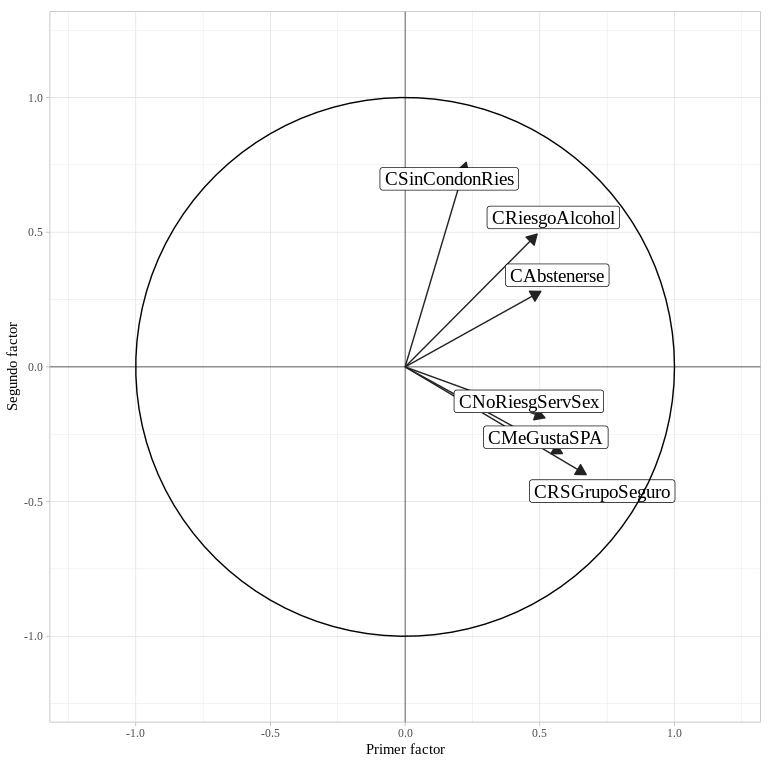 1.0
0.5
0.0
-0.5
-1.0
Segundo factor
CSinCondonRies
CRiesgoAlcohol
CAbstenerse
CNoRiesgServSex
CMeGustaSPA
CRSGrupoSeguro
-1.0 -0.5 0.0 0.5 1.0
Primer factor